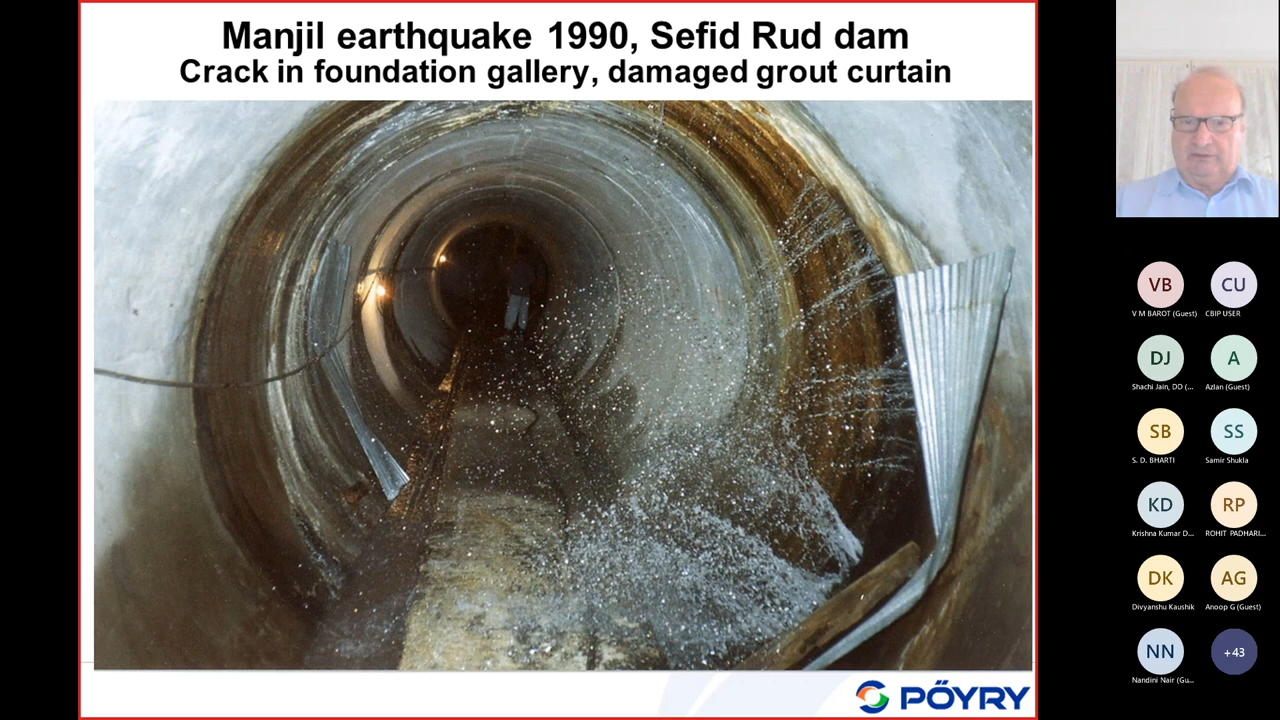 Manjil earthquake 1990, Sefid Rud dam
Crack in foundation gallery, damaged grout curtain
PÖYRY
VB
CU
V M BAROT (Guest)
CBIP USER
DJ
A
Shachi Jain, DD (...
Azlan (Guest)
SB
SS
S. D. BHARTI
Samir Shukla
KD
RP
Krishna Kumar D...
ROHIT PADHARI...
DK
AG
Divyanshu Kaushik
Anoop G (Guest)
NN
+43
Nandini Nair (Gu...